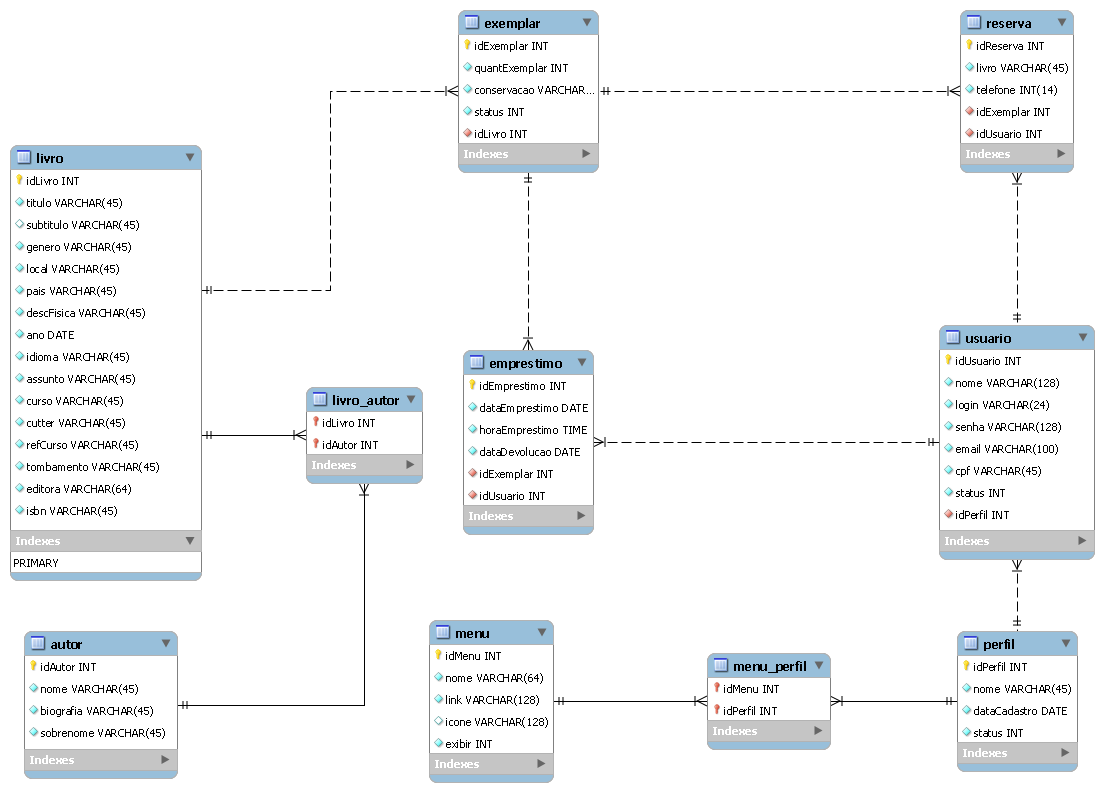 exemplar
idExemplar INT
quantExemplar INT
conservacao VARCHAR...
status INT
idLivro INT
Indexes
reserva
idReserva INT
livro VARCHAR(45)
telefone INT(14)
idExemplar INT
idUsuario INT
Indexes
livro
idLivro INT
titulo VARCHAR(45)
subtitulo VARCHAR(45)
genero VARCHAR(45)
local VARCHAR(45)
pais VARCHAR(45)
descFisica VARCHAR(45)
ano DATE
idioma VARCHAR(45)
assunto VARCHAR(45)
curso VARCHAR(45)
cutter VARCHAR(45)
refCurso VARCHAR(45)
tombamento VARCHAR(45)
editora VARCHAR(64)
isbn VARCHAR(45)
Indexes
PRIMARY
livro_autor
idLivro INT
idAutor INT
Indexes
emprestimo
idEmprestimo INT
dataEmprestimo DATE
horaEmprestimo TIME
dataDevolucao DATE
idExemplar INT
idUsuario INT
Indexes
usuario
idUsuario INT
nome VARCHAR(128)
login VARCHAR(24)
senha VARCHAR(128)
email VARCHAR(100)
cpf VARCHAR(45)
status INT
idPerfil INT
Indexes
autor
idAutor INT
nome VARCHAR(45)
biografia VARCHAR(45)
sobrenome VARCHAR(45)
Indexes
menu
idMenu INT
nome VARCHAR(64)
link VARCHAR(128)
icone VARCHAR(128)
exibir INT
Indexes
menu_perfil
idMenu INT
idPerfil INT
Indexes
perfil
idPerfil INT
nome VARCHAR(45)
dataCadastro DATE
status INT
Indexes